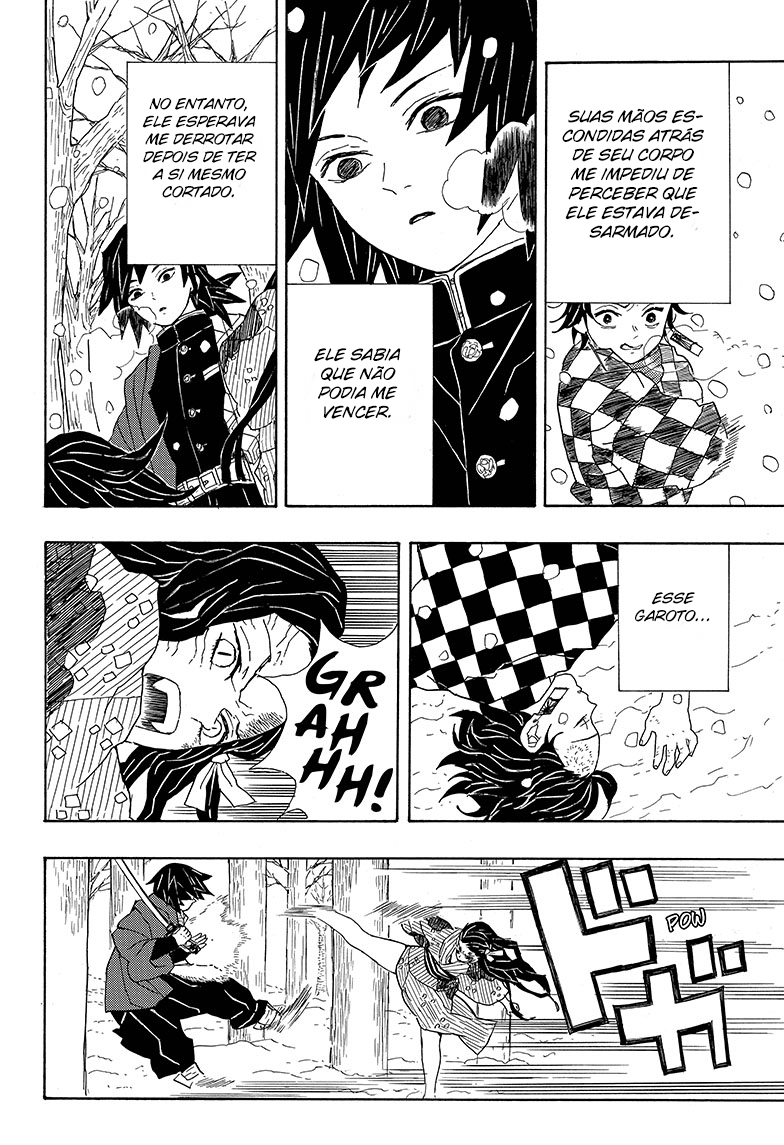 SUAS MÃOS ES-
CONDIDAS ATRÁS
DE SEU CORPO
ME IMPEDIU DE
PERCEBER QUE
ELE ESTAVA DE-
SARMADO.
ELE SABIA
QUE NÃO
PODIA ME
VENCER.
NO ENTANTO,
ELE ESPERAVA
ME DERROTAR
DEPOIS DE TER
A SI MESMO
CORTADO.
ESSE
GAROTO...
GR
AH
HH!
POW
ドガ